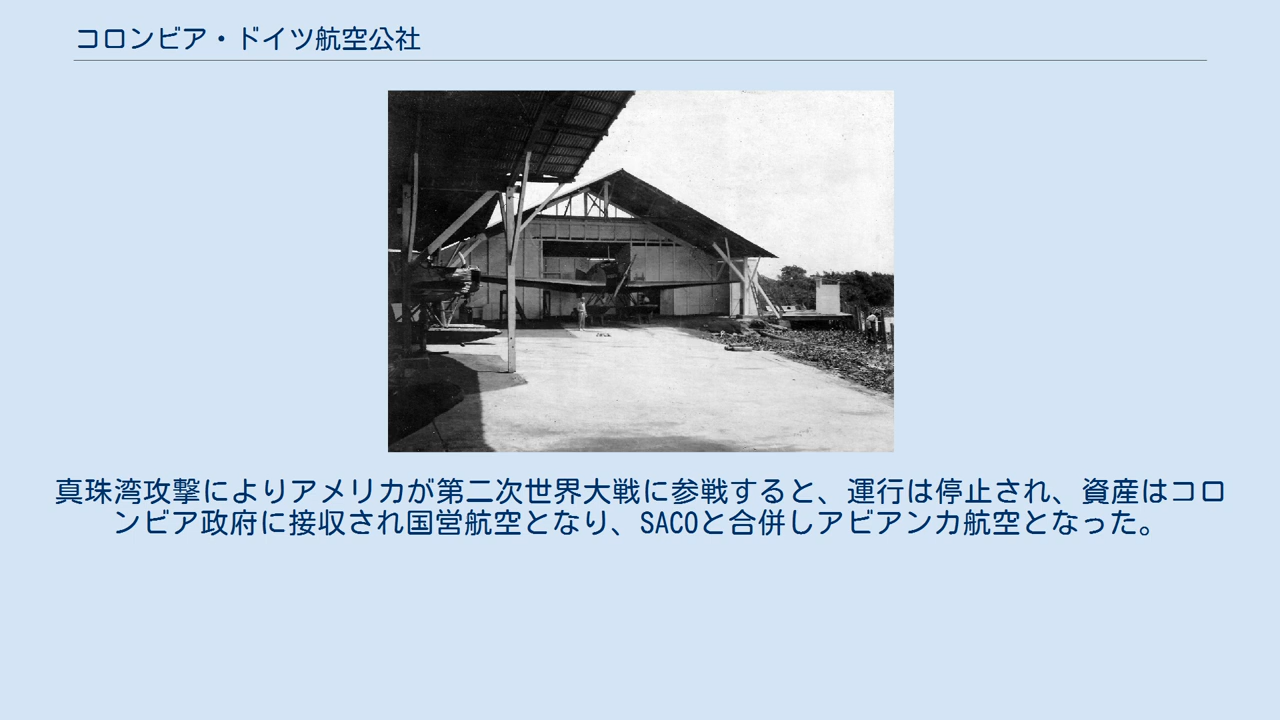 コロンビア・ドイツ航空公社
真珠湾攻撃によりアメリカが第二次世界大戦に参戦すると、運行は停止され、資産はコロ
ンビア政府に接収され国営航空となり、SACOと合併しアビアンカ航空となった。